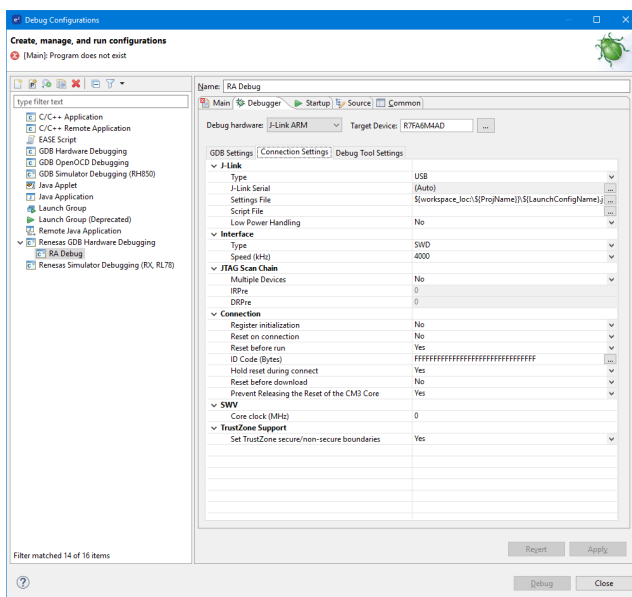 Debug Configurations
Create, manage, and run configurations
[Main]: Program does not exist
type filter text
C/C++ Application
C/C++ Remote Application
EASE Script
GDB Hardware Debugging
GDB OpenOCD Debugging
GDB Simulator Debugging (RH850)
Java Applet
Java Application
Launch Group
Launch Group (Deprecated)
Remote Java Application
Renesas GDB Hardware Debugging
RA Debug
Renesas Simulator Debugging (RX, RL78)
Filter matched 14 of 16 items
Name: RA Debug
Main Debugger Startup Source Common
Debug hardware: J-Link ARM Target Device: R7FA6M4AD ...
GDB Settings Connection Settings Debug Tool Settings
J-Link
Type USB
J-Link Serial (Auto) ...
Settings File ${workspace_loc:\${ProjName}}\${LaunchConfigName}.j ...
Script File ...
Low Power Handling No
Interface
Type SWD
Speed (kHz) 4000
JTAG Scan Chain
Multiple Devices No
IRPre 0
DRPre 0
Connection
Register initialization No
Reset on connection No
Reset before run Yes
ID Code (Bytes) FFFFFFFFFFFFFFFFFFFFFFFFFFFFFFFF ...
Hold reset during connect Yes
Reset before download No
Prevent Releasing the Reset of the CM3 Core Yes
SWV
Core clock (MHz) 0
TrustZone Support
Set TrustZone secure/non-secure boundaries Yes
Revert Apply
? Debug Close